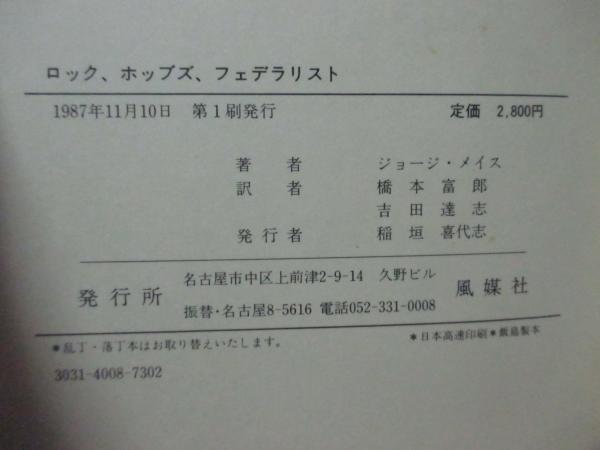 ロック、ホッブズ、フェデラリスト
1987年11月10日　第1刷発行　定価　2,800円
著者　ジョージ・メイス
訳者　橋本富郎
吉田達志
発行者　稲垣喜代志
発行所　名古屋市中区上前津2-9-14　久野ビル　風媒社
振替・名古屋8-5616 電話052-331-0008
＊乱丁・落丁本はお取り替えいたします。　＊日本高速印刷＊飯島製本
3031-4008-7302